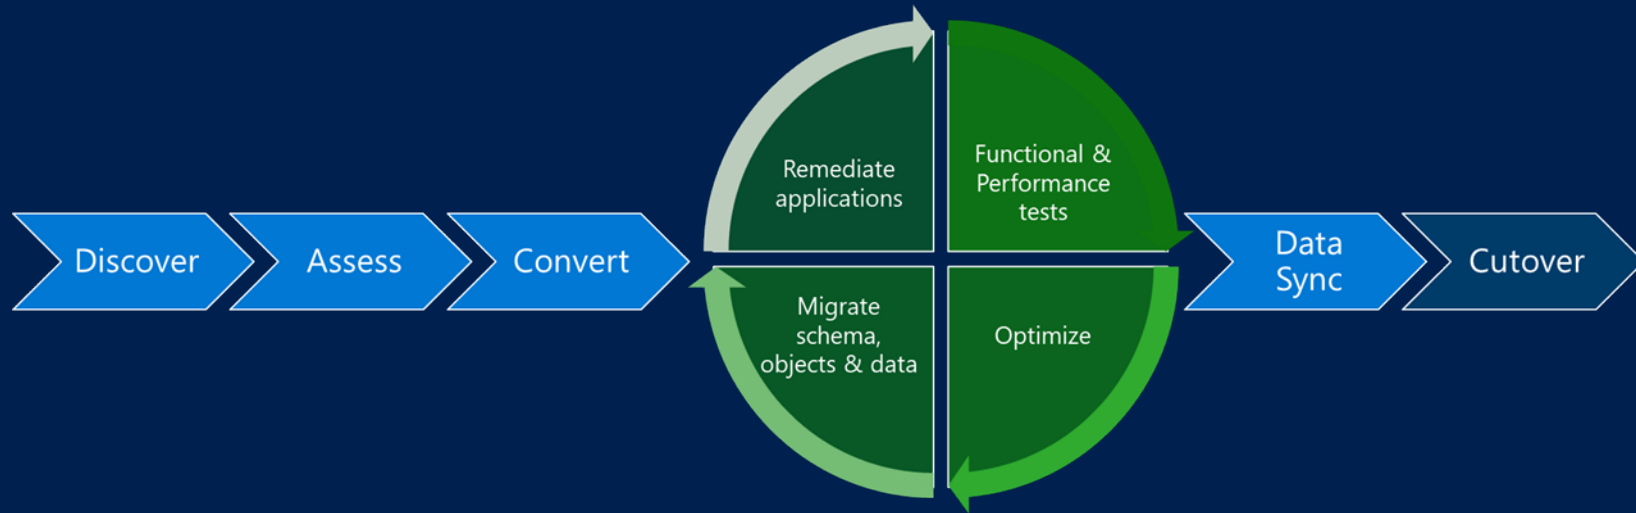 Discover
Assess
Convert
Remediate
applications
Functional &
Performance
tests
Migrate
schema,
objects & data
Optimize
Data
Sync
Cutover